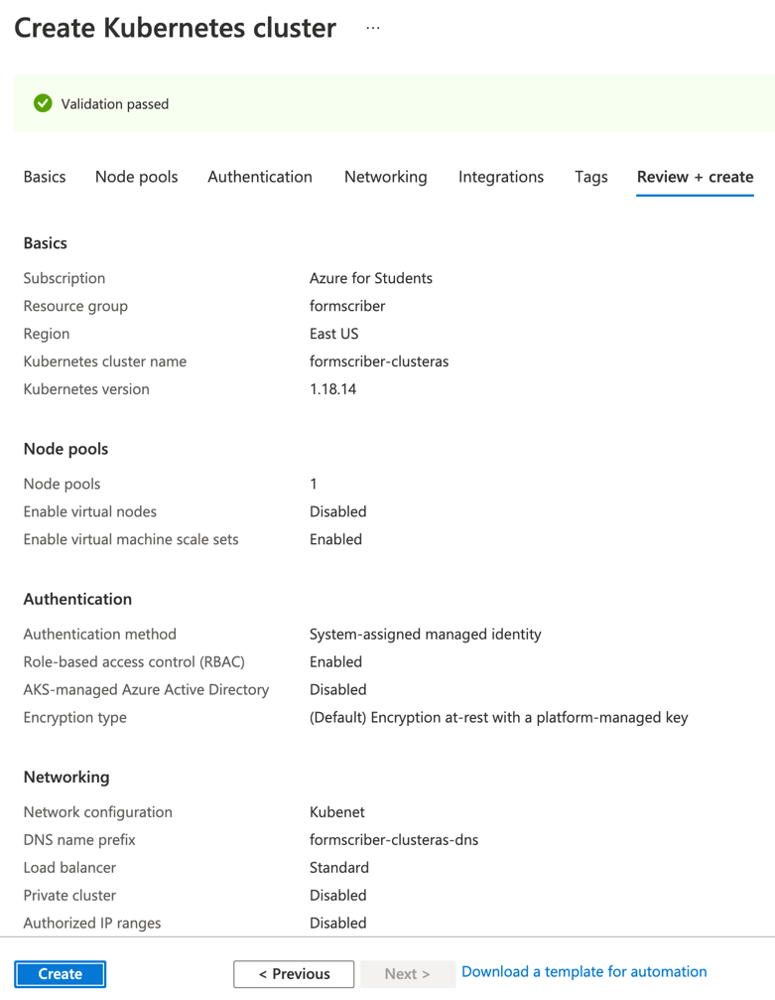 Create Kubernetes cluster ...
Validation passed
Basics Node pools Authentication Networking Integrations Tags Review + create
Basics
Subscription Azure for Students
Resource group formscriber
Region East US
Kubernetes cluster name formscriber-clusteras
Kubernetes version 1.18.14
Node pools
Node pools 1
Enable virtual nodes Disabled
Enable virtual machine scale sets Enabled
Authentication
Authentication method System-assigned managed identity
Role-based access control (RBAC) Enabled
AKS-managed Azure Active Directory Disabled
Encryption type (Default) Encryption at-rest with a platform-managed key
Networking
Network configuration Kubenet
DNS name prefix formscriber-clusteras-dns
Load balancer Standard
Private cluster Disabled
Authorized IP ranges Disabled
Create < Previous Next > Download a template for automation